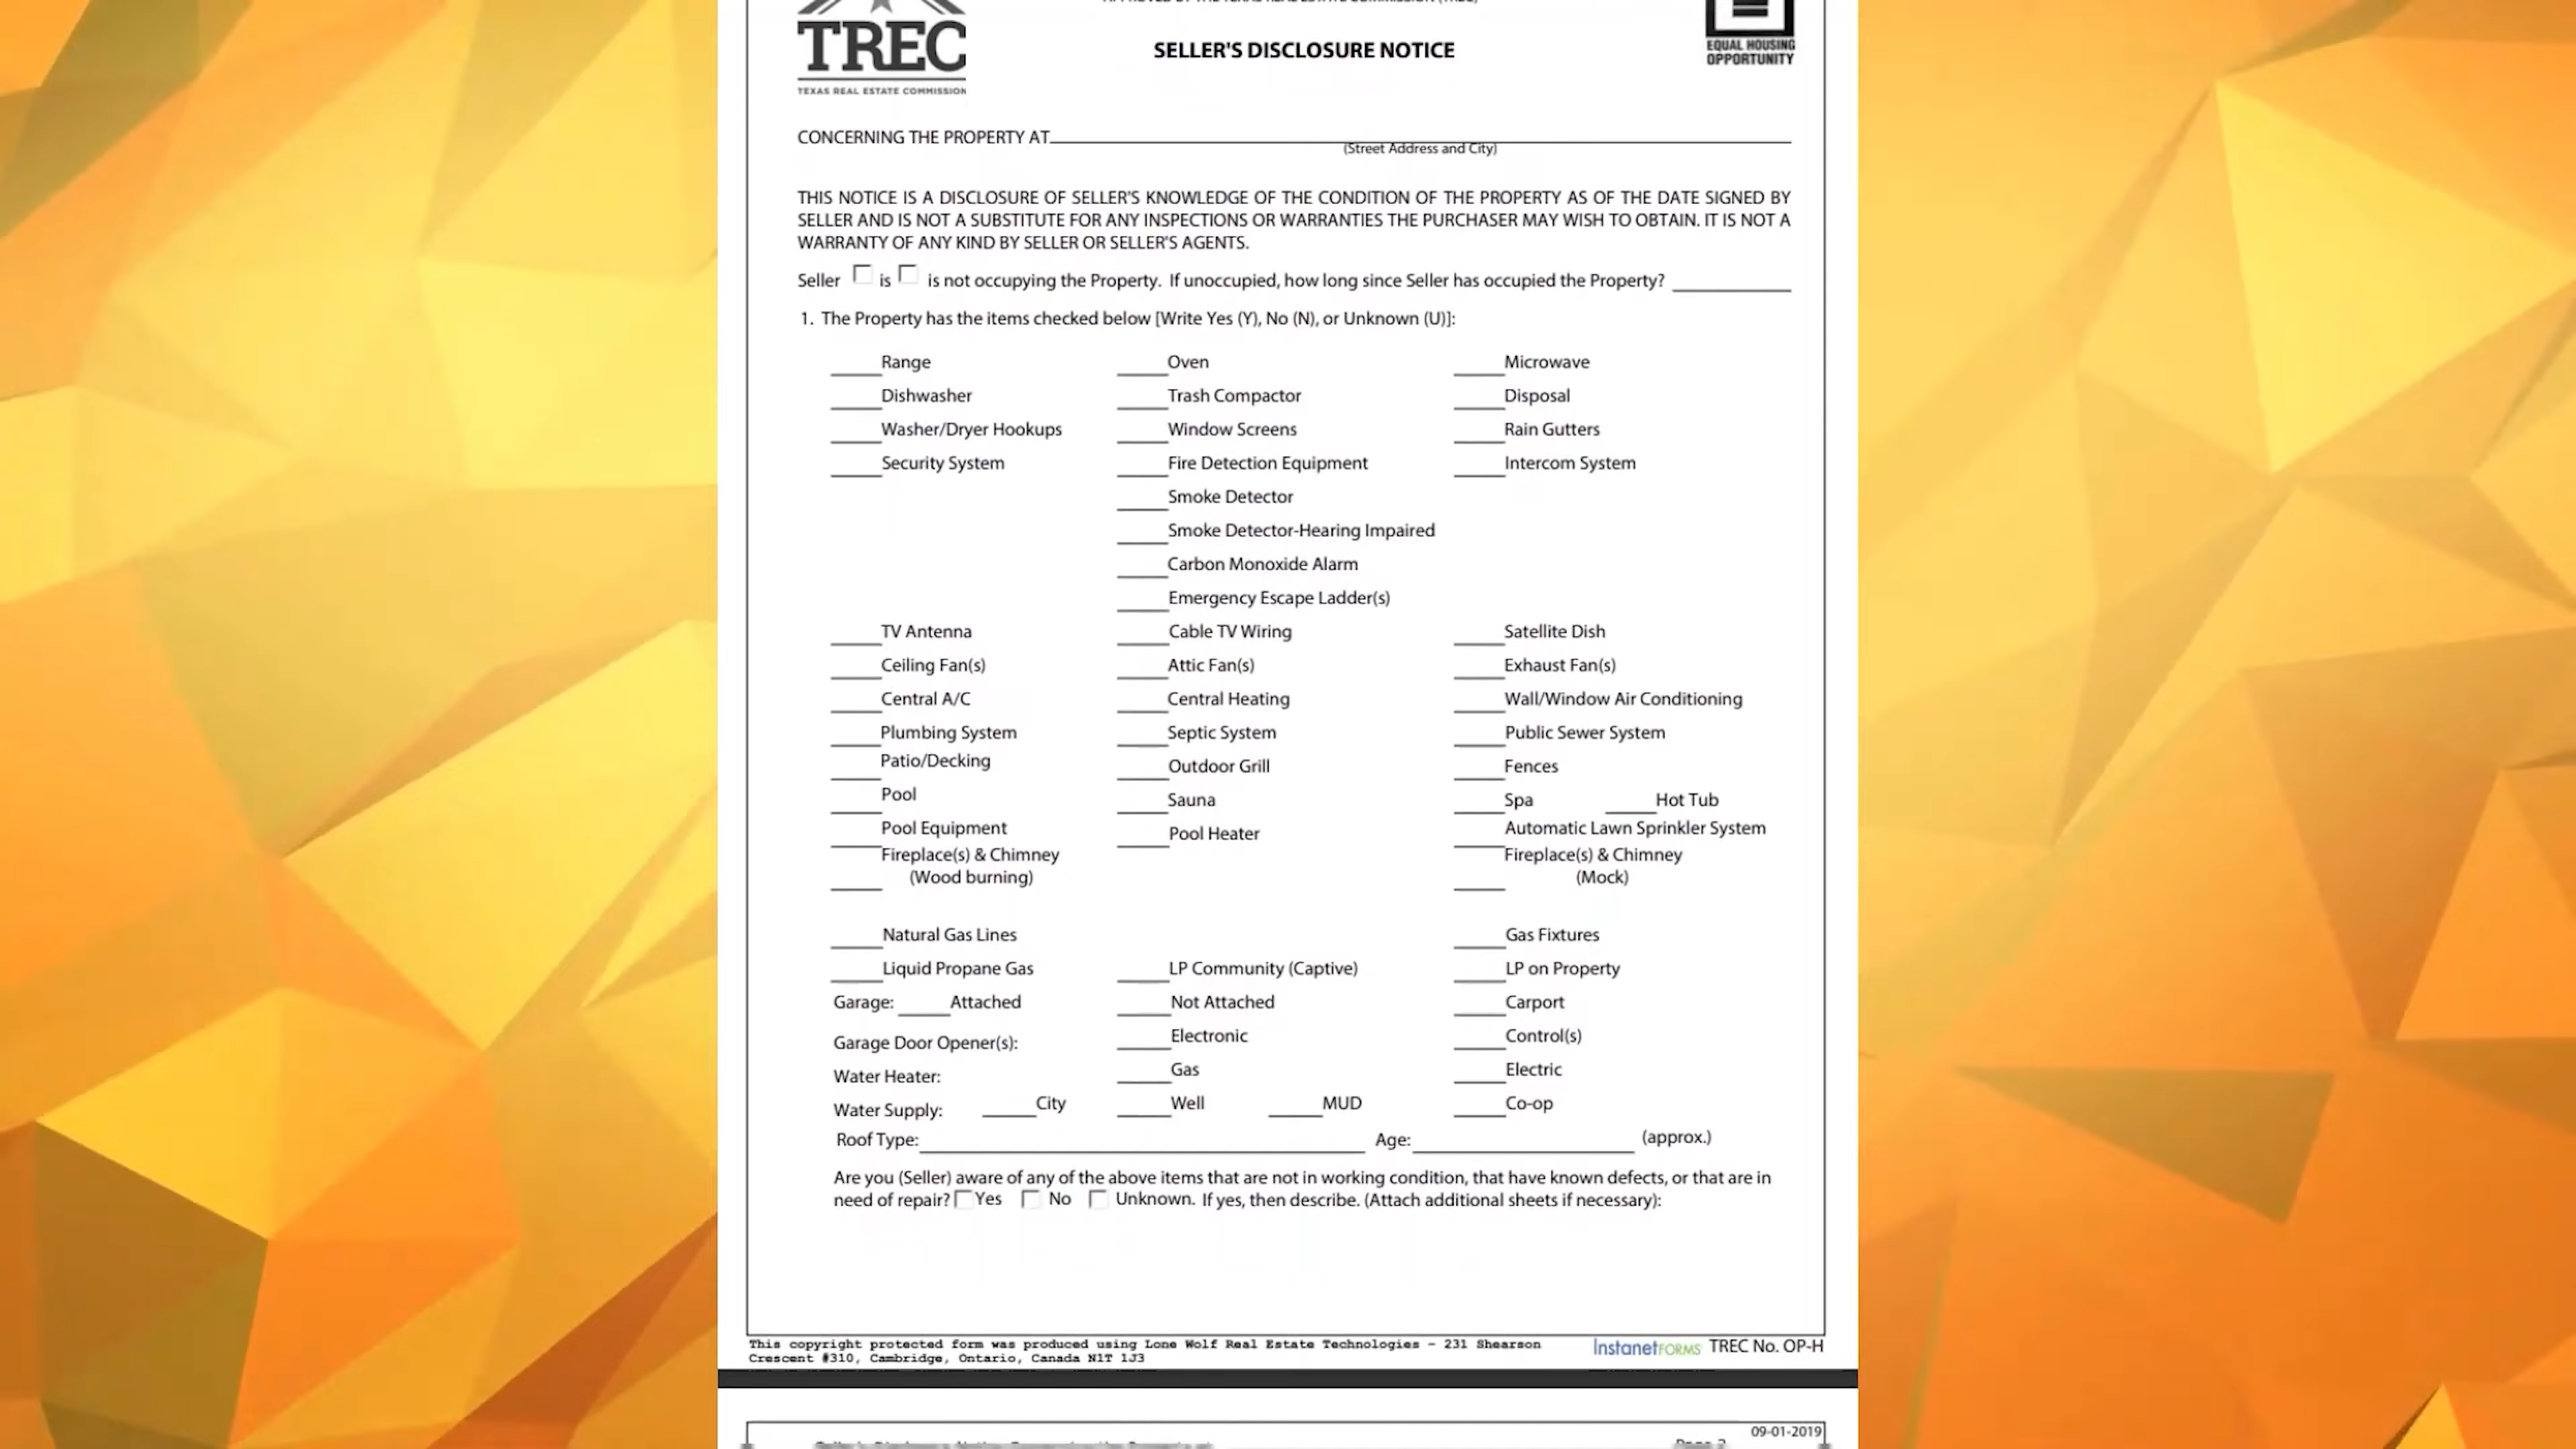 TREC
TEXAS REAL ESTATE COMMISSION
SELLER'S DISCLOSURE NOTICE
EQUAL HOUSING
OPPORTUNITY
CONCERNING THE PROPERTY AT
(Street Address and City)
THIS NOTICE IS A DISCLOSURE OF SELLER'S KNOWLEDGE OF THE CONDITION OF THE PROPERTY AS OF THE DATE SIGNED BY
SELLER AND IS NOT A SUBSTITUTE FOR ANY INSPECTIONS OR WARRANTIES THE PURCHASER MAY WISH TO OBTAIN. IT IS NOT A
WARRANTY OF ANY KIND BY SELLER OR SELLER'S AGENTS.
Seller is is not occupying the Property. If unoccupied, how long since Seller has occupied the Property?
1. The Property has the items checked below [Write Yes (Y), No (N), or Unknown (U)]:
Range Oven Microwave
Dishwasher Trash Compactor Disposal
Washer/Dryer Hookups Window Screens Rain Gutters
Security System Fire Detection Equipment Intercom System
Smoke Detector
Smoke Detector-Hearing Impaired
Carbon Monoxide Alarm
Emergency Escape Ladder(s)
TV Antenna Cable TV Wiring Satellite Dish
Ceiling Fan(s) Attic Fan(s) Exhaust Fan(s)
Central A/C Central Heating Wall/Window Air Conditioning
Plumbing System Septic System Public Sewer System
Patio/Decking Outdoor Grill Fences
Pool Sauna Spa Hot Tub
Pool Equipment Pool Heater Automatic Lawn Sprinkler System
Fireplace(s) & Chimney Fireplace(s) & Chimney
(Wood burning) (Mock)
Natural Gas Lines Gas Fixtures
Liquid Propane Gas LP Community (Captive) LP on Property
Garage: Attached Not Attached Carport
Garage Door Opener(s): Electronic Control(s)
Water Heater: Gas Electric
Water Supply: City Well MUD Co-op
Roof Type: Age: (approx.)
Are you (Seller) aware of any of the above items that are not in working condition, that have known defects, or that are in
need of repair? Yes No Unknown. If yes, then describe. (Attach additional sheets if necessary):
This copyright protected form was produced using Lone Wolf Real Estate Technologies - 231 Shearson
Crescent #310, Cambridge, Ontario, Canada N1T 1J3
InstanetFORMS TREC No. OP-H
09-01-2019